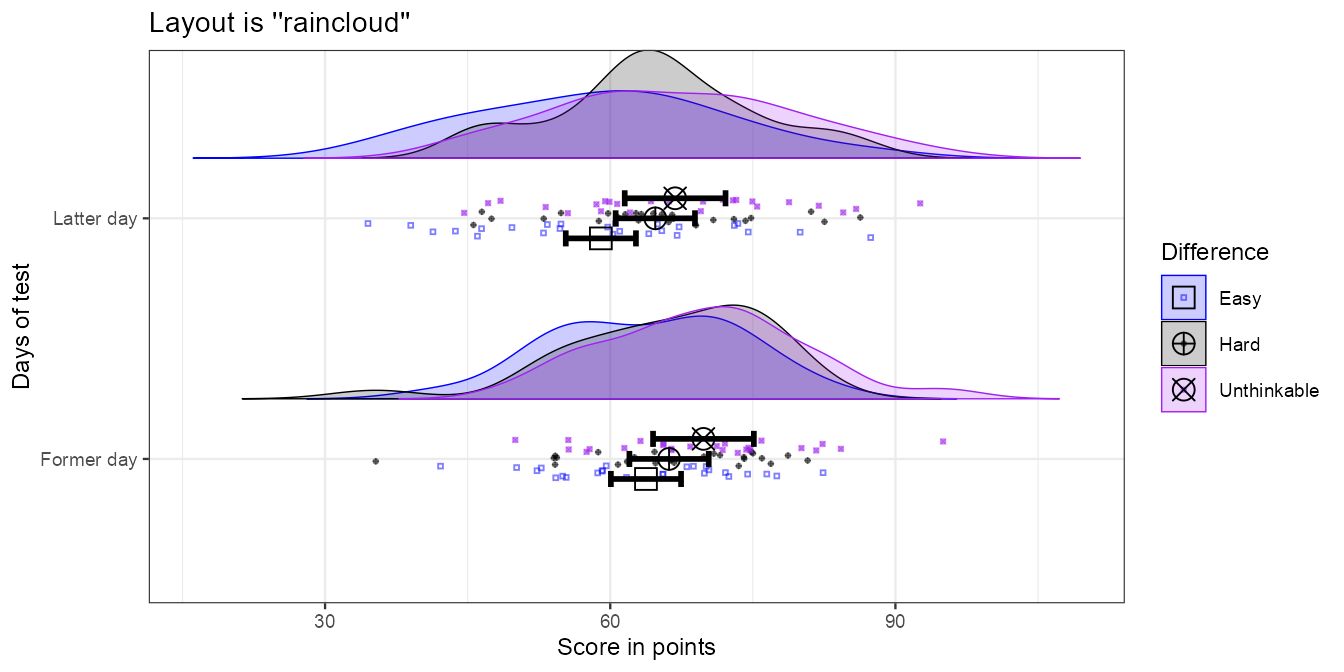 Layout is ''raincloud''
Days of test
Latter day
Former day
30
60
90
Score in points
Difference
Easy
Hard
Unthinkable